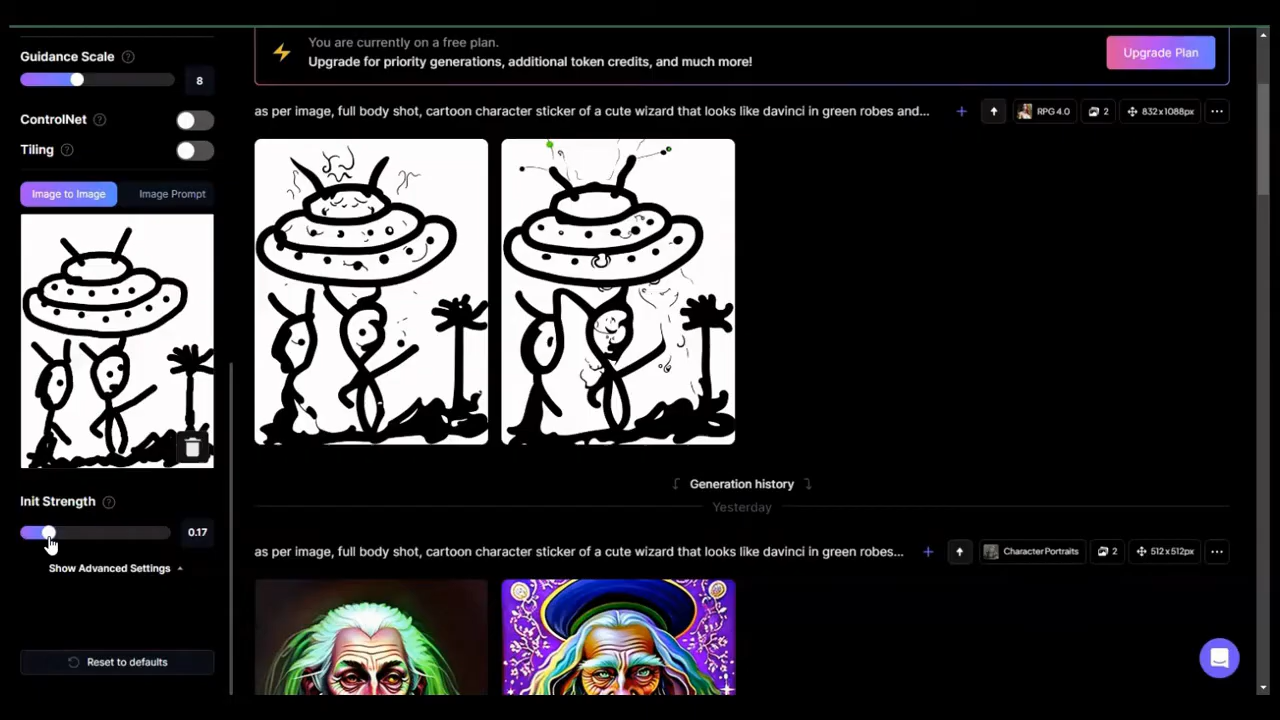 Guidance Scale
8
ControlNet
Tiling
Image to Image
Image Prompt
Init Strength
0.17
Show Advanced Settings
Reset to defaults
You are currently on a free plan.
Upgrade for priority generations, additional token credits, and much more!
Upgrade Plan
as per image, full body shot, cartoon character sticker of a cute wizard that looks like davinci in green robes and...
RPG 4.0
2
832 x 1088px
Generation history
Yesterday
as per image, full body shot, cartoon character sticker of a cute wizard that looks like davinci in green robes...
Character Portraits
2
512 x 512px